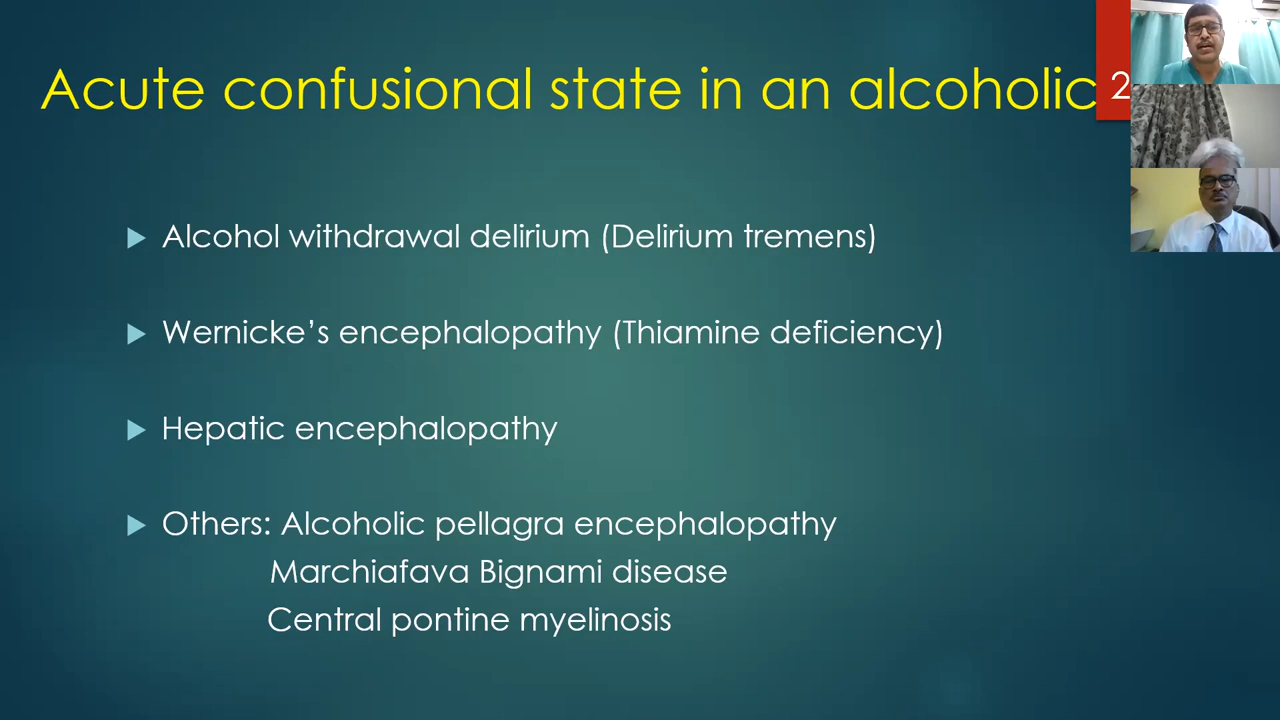 Acute confusional state in an alcoholic
2
Alcohol withdrawal delirium (Delirium tremens)
Wernicke’s encephalopathy (Thiamine deficiency)
Hepatic encephalopathy
Others: Alcoholic pellagra encephalopathy
Marchiafava Bignami disease
Central pontine myelinosis